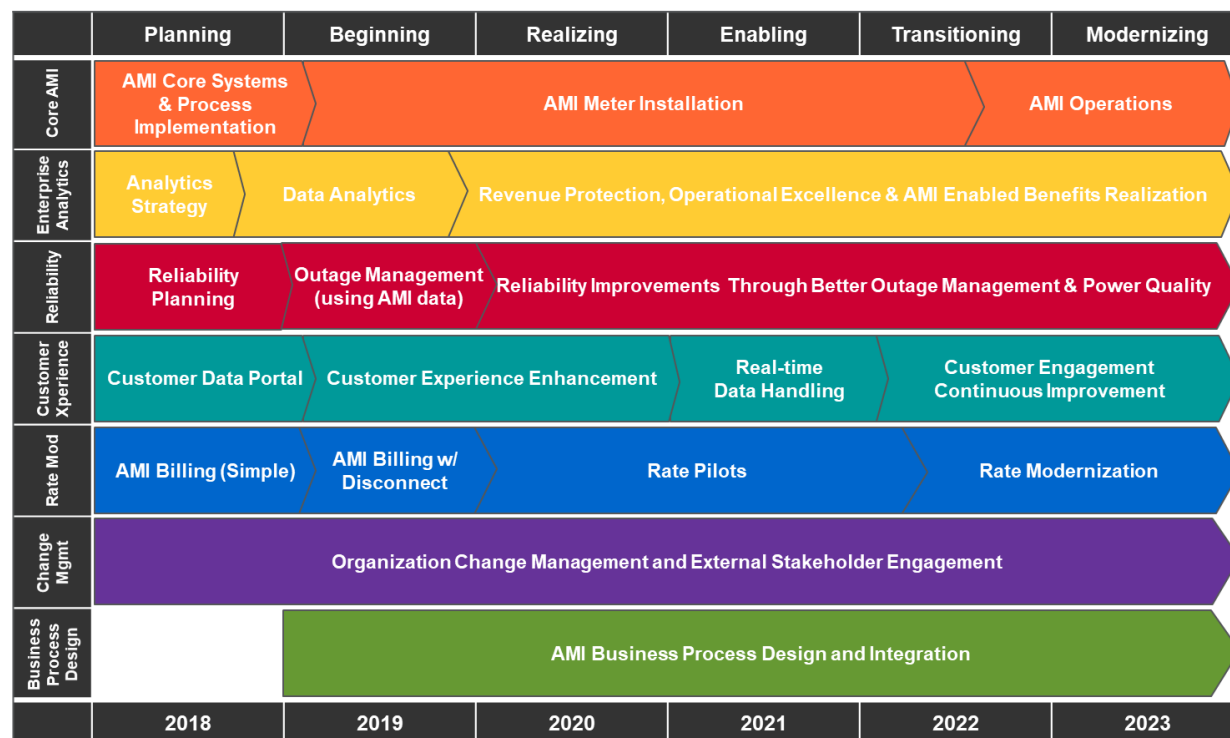 Planning
Beginning
Realizing
Enabling
Transitioning
Modernizing
Core AMI
AMI Core Systems
& Process
Implementation
AMI Meter Installation
AMI Operations
Enterprise
Analytics
Analytics
Strategy
Data Analytics
Revenue Protection, Operational Excellence & AMI Enabled Benefits Realization
Reliability
Reliability
Planning
Outage Management
(using AMI data)
Reliability Improvements Through Better Outage Management & Power Quality
Customer
Xperience
Customer Data Portal
Customer Experience Enhancement
Real-time
Data Handling
Customer Engagement
Continuous Improvement
Rate Mod
AMI Billing (Simple)
AMI Billing w/
Disconnect
Rate Pilots
Rate Modernization
Change
Mgmt
Organization Change Management and External Stakeholder Engagement
Business
Process
Design
AMI Business Process Design and Integration
2018
2019
2020
2021
2022
2023